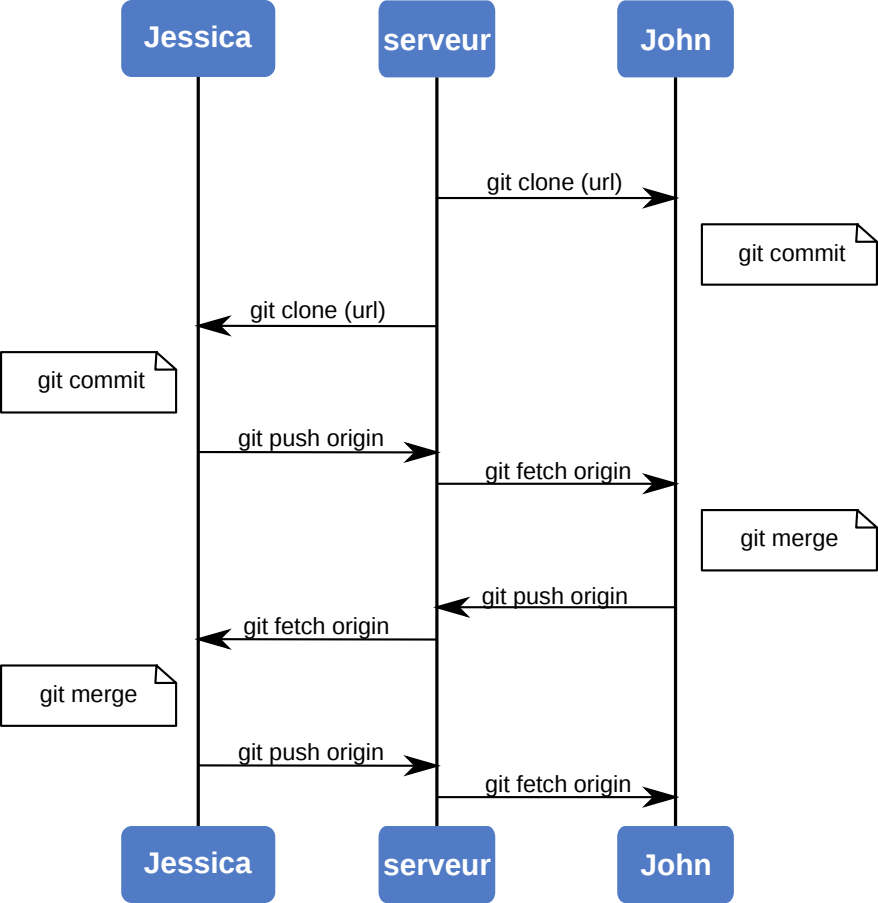 Jessica
serveur
John
git clone (url)
git commit
git clone (url)
git commit
git push origin
git fetch origin
git merge
git push origin
git fetch origin
git merge
git push origin
git fetch origin
Jessica
serveur
John